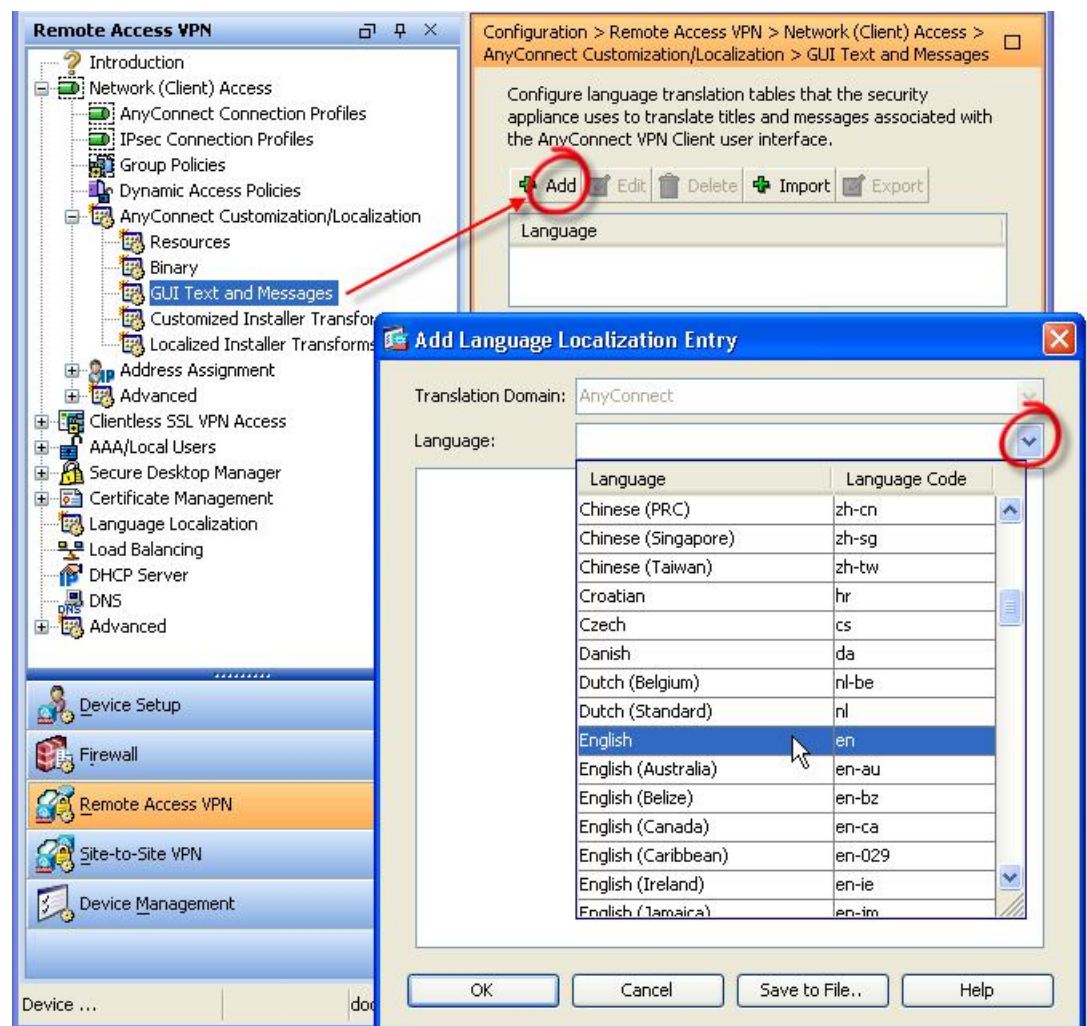 Remote Access VPN
Introduction
Network (Client) Access
AnyConnect Connection Profiles
IPsec Connection Profiles
Group Policies
Dynamic Access Policies
AnyConnect Customization/Localization
Resources
Binary
GUI Text and Messages
Customized Installer Transfor
Localized Installer Transforms
Address Assignment
Advanced
Clientless SSL VPN Access
AAA/Local Users
Secure Desktop Manager
Certificate Management
Language Localization
Load Balancing
DHCP Server
DNS
Advanced
Device Setup
Firewall
Remote Access VPN
Site-to-Site VPN
Device Management
Device ...
doc
Configuration > Remote Access VPN > Network (Client) Access >
AnyConnect Customization/Localization > GUI Text and Messages
Configure language translation tables that the security
appliance uses to translate titles and messages associated with
the AnyConnect VPN Client user interface.
Add Edit Delete Import Export
Language
Add Language Localization Entry
Translation Domain: AnyConnect
Language:
Language Language Code
Chinese (PRC) zh-cn
Chinese (Singapore) zh-sg
Chinese (Taiwan) zh-tw
Croatian hr
Czech cs
Danish da
Dutch (Belgium) nl-be
Dutch (Standard) nl
English en
English (Australia) en-au
English (Belize) en-bz
English (Canada) en-ca
English (Caribbean) en-029
English (Ireland) en-ie
English (Jamaica) en-jm
OK Cancel Save to File.. Help